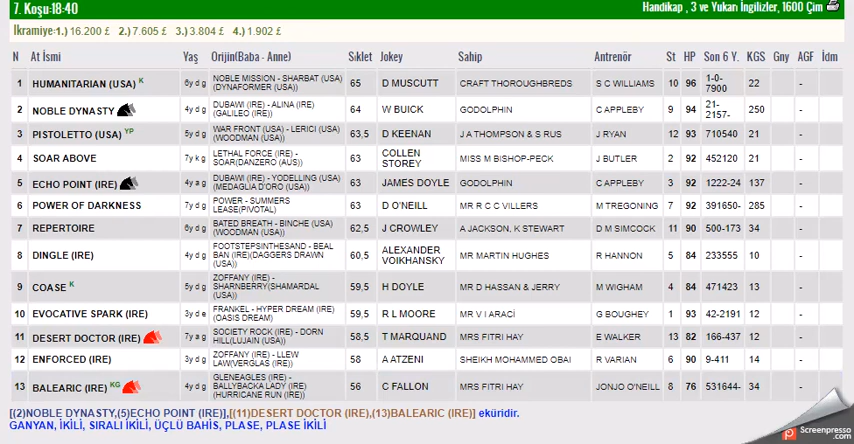 7. Koşu:18:40 Handikap , 3 ve Yukarı İngilizler, 1600 Çim
İkramiye:1.) 16.200 £ 2.) 7.605 £ 3.) 3.804 £ 4.) 1.902 £
N At İsmi Yaş Orijin(Baba - Anne) Sıklet Jokey Sahip Antrenör St HP Son 6 Y. KGS Gny AGF İdm
1 HUMANITARIAN (USA) K 6y d g NOBLE MISSION - SHARBAT (USA) (DYNAFORMER (USA)) 65 D MUSCUTT CRAFT THOROUGHBREDS S C WILLIAMS 10 96 1-0-7900 22 -
2 NOBLE DYNASTY 4y d g DUBAWI (IRE) - ALINA (IRE) (GALILEO (IRE)) 64 W BUICK GODOLPHIN C APPLEBY 9 94 21-2157- 250 -
3 PISTOLETTO (USA) YP 5y d g WAR FRONT (USA) - LERICI (USA) (WOODMAN (USA)) 63,5 D KEENAN J A THOMPSON & S RUS J RYAN 12 93 710540 21 -
4 SOAR ABOVE 7y k g LETHAL FORCE (IRE) - SOAR(DANZERO (AUS)) 63 COLLEN STOREY MISS M BISHOP-PECK J BUTLER 2 92 452120 21 -
5 ECHO POINT (IRE) 4y a g DUBAWI (IRE) - YODELLING (USA) (MEDAGLIA D'ORO (USA)) 63 JAMES DOYLE GODOLPHIN C APPLEBY 3 92 1222-24 137 -
6 POWER OF DARKNESS 7y d g POWER - SUMMERS LEASE(PIVOTAL) 63 D O'NEILL MR R C C VILLERS M TREGONING 7 92 391650- 285 -
7 REPERTOIRE 6y d g BATED BREATH - BINCHE (USA) (WOODMAN (USA)) 62,5 J CROWLEY A JACKSON, K STEWART D M SIMCOCK 11 90 500-173 34 -
8 DINGLE (IRE) 4y d g FOOTSTEPSINTHESAND - BEAL BAN (IRE)(DAGGERS DRAWN (USA)) 60,5 ALEXANDER VOIKHANSKY MR MARTIN HUGHES R HANNON 5 84 233555 10 -
9 COASE K 5y d g ZOFFANY (IRE) - SHARNBERRY(SHAMARDAL (USA)) 59,5 H DOYLE MR D HASSAN & JERRY M WIGHAM 4 84 471423 13 -
10 EVOCATIVE SPARK (IRE) 3y d e FRANKEL - HYPER DREAM (IRE) (OASIS DREAM) 59,5 R L MOORE MR V I ARACİ G BOUGHEY 1 93 42-2191 12 -
11 DESERT DOCTOR (IRE) 7y a g SOCIETY ROCK (IRE) - DORN HILL(LUJAIN (USA)) 58,5 T MARQUAND MRS FITRI HAY E WALKER 13 82 166-437 12 -
12 ENFORCED (IRE) 3y d g ZOFFANY (IRE) - LLEW LAW(VERGLAS (IRE)) 58 A ATZENI SHEIKH MOHAMMED OBAI R VARIAN 6 90 9-411 14 -
13 BALEARIC (IRE) KG 4y d g GLENEAGLES (IRE) - BALLYBACKA LADY (IRE) (HURRICANE RUN (IRE)) 56 C FALLON MRS FITRI HAY JONJO O'NEILL 8 76 531644- 34 -
[(2)NOBLE DYNASTY,(5)ECHO POINT (IRE)],[(11)DESERT DOCTOR (IRE),(13)BALEARIC (IRE)] eküridir.
GANYAN, İKİLİ, SIRALI İKİLİ, ÜÇLÜ BAHİS, PLASE, PLASE İKİLİ
Screenpresso.com